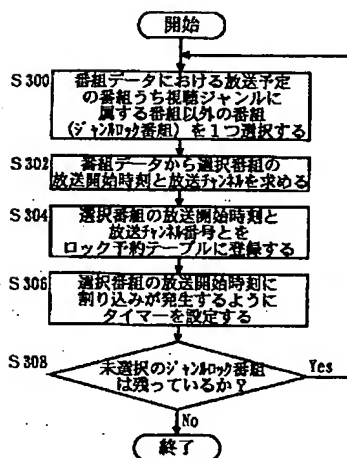 開始
S300
番組データにおける放送予定
の番組うち視聴ジャンルに
属する番組以外の番組
(ジャンルロック番組)を1つ選択する
S302
番組データから選択番組の
放送開始時刻と放送チャンネルを求める
S304
選択番組の放送開始時刻と
放送チャンネル番号とを
ロック予約テーブルに登録する
S306
選択番組の放送開始時刻に
割り込みが発生するように
タイマーを設定する
S308
未選択のジャンルロック番組
は残っているか?
Yes
No
終了